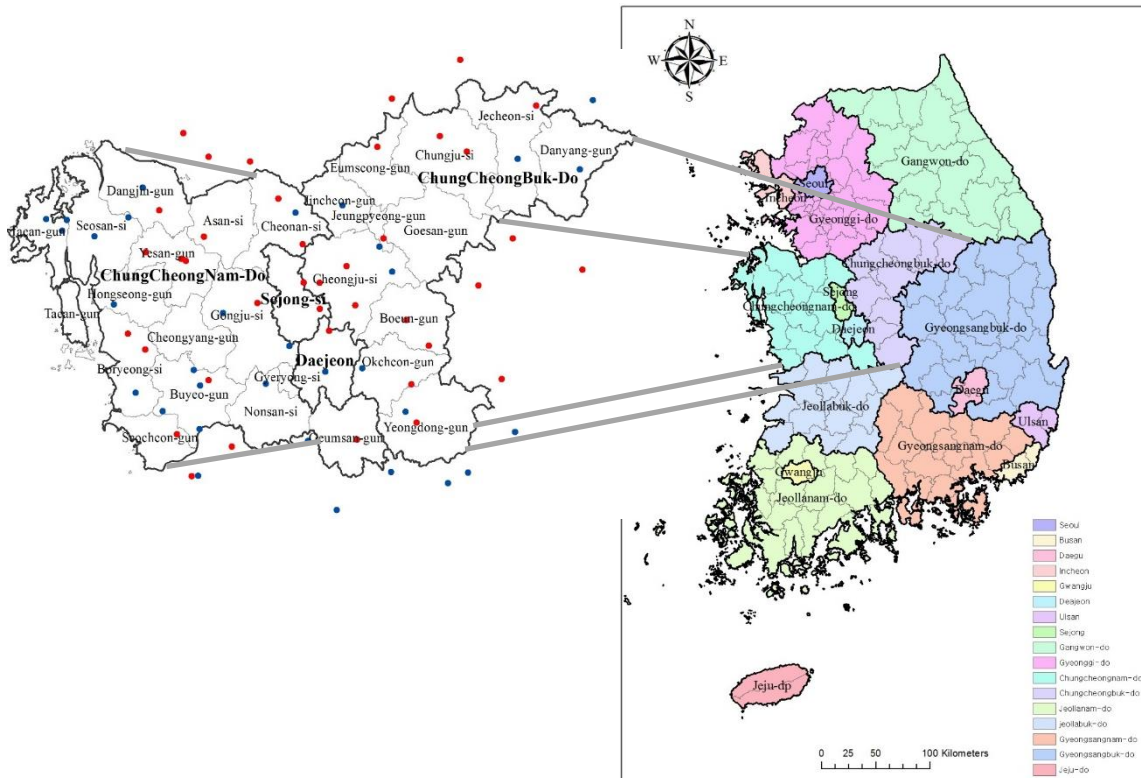 Jecheon-si
Chungju-si
Danyang-gun
Eumseong-gun
ChungCheongBuk-Do
Dangjin-gun
Jincheon-gun
Jeungpyeong-gun
Asan-si
Seosan-si
Cheonan-si
Goesan-gun
Taean-gun
Yesan-gun
ChungCheongNam-Do
Cheongju-si
Hongseong-gun
Sejong-si
Taean-gun
Gongju-si
Boeun-gun
Cheongyang-gun
Daejeon
Okcheon-gun
Boryeong-si
Gyeryong-si
Buyeo-gun
Nonsan-si
Yeongdong-gun
Seocheon-gun
Geumsan-gun
N
W
E
S
Gangwon-do
Seoul
Incheon
Gyeonggi-do
Chungcheongbuk-do
Sejong
Chungcheongnam-do
Daejeon
Gyeongsangbuk-do
Daegu
Jeollabuk-do
Ulsan
Gyeongsangnam-do
Busan
Gwangju
Jeollanam-do
Jeju-dp
0 25 50 100 Kilometers
Seoul
Busan
Daegu
Incheon
Gwangju
Deajeon
Ulsan
Sejong
Gangwon-do
Gyeonggi-do
Chungcheongnam-do
Chungcheongbuk-do
Jeollanam-do
jeollabuk-do
Gyeongsangnam-do
Gyeongsangbuk-do
Jeju-do